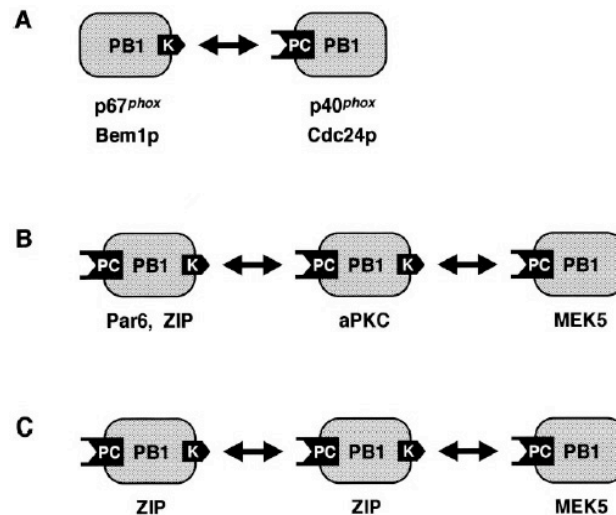 A
PB1 K PC PB1
p67phox p40phox
Bem1p Cdc24p
B
PC PB1 K PC PB1 K PC PB1
Par6, ZIP aPKC MEK5
C
PC PB1 K PC PB1 K PC PB1
ZIP ZIP MEK5